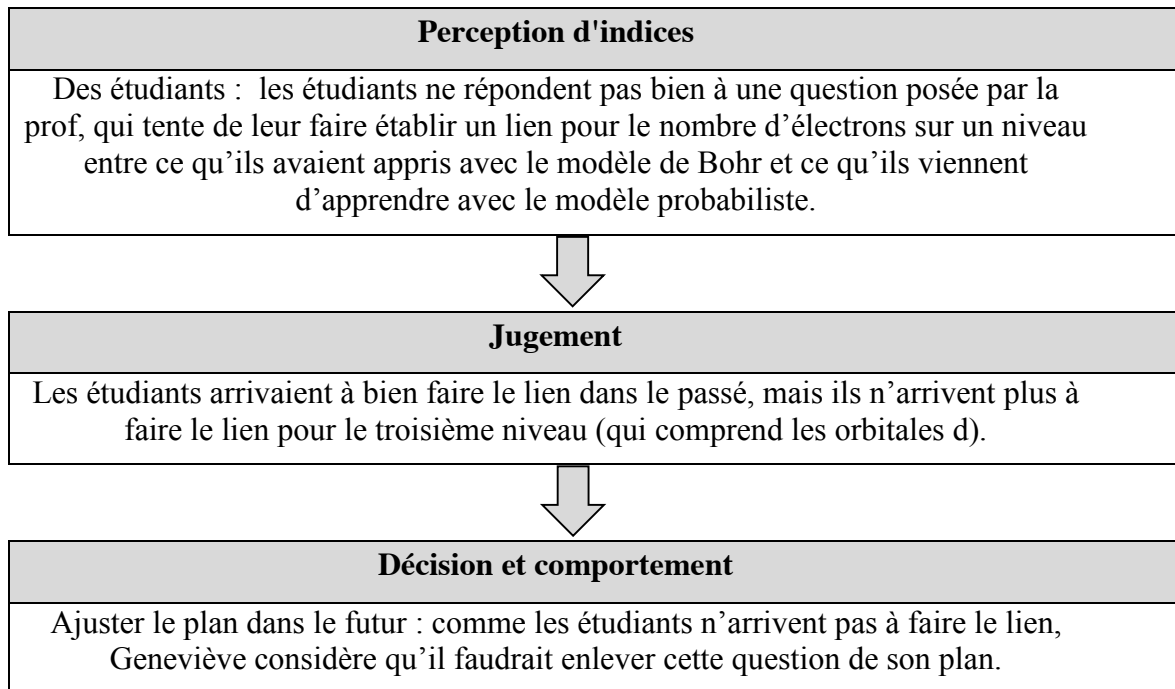 Perception d'indices
Des étudiants :  les étudiants ne répondent pas bien à une question posée par la
prof, qui tente de leur faire établir un lien pour le nombre d’électrons sur un niveau
entre ce qu’ils avaient appris avec le modèle de Bohr et ce qu’ils viennent
d’apprendre avec le modèle probabiliste.
Jugement
Les étudiants arrivaient à bien faire le lien dans le passé, mais ils n’arrivent plus à
faire le lien pour le troisième niveau (qui comprend les orbitales d).
Décision et comportement
Ajuster le plan dans le futur : comme les étudiants n’arrivent pas à faire le lien,
Geneviève considère qu’il faudrait enlever cette question de son plan.